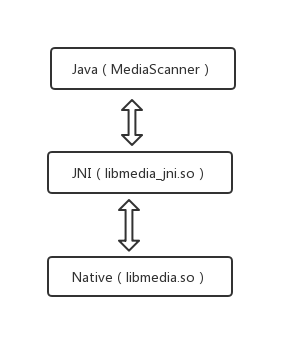 Java ( MediaScanner )
JNI ( libmedia_jni.so )
Native ( libmedia.so )